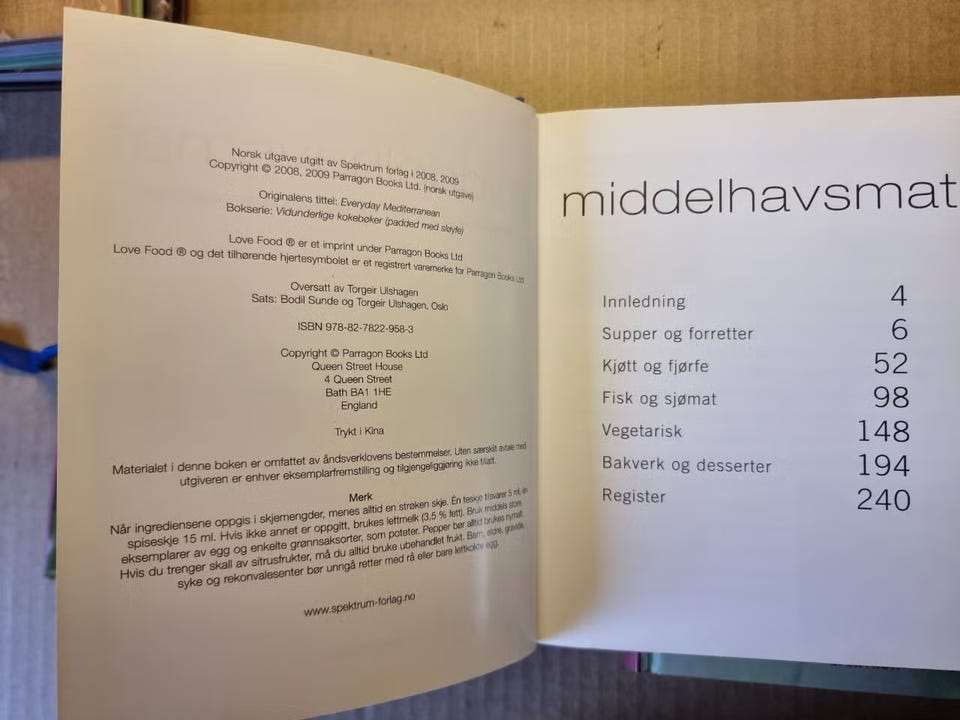 Norsk utgave utgitt av Spektrum forlag i 2008, 2009
Copyright © 2008, 2009 Parragon Books Ltd. (norsk utgave)
Originalens tittel: Everyday Mediterranean
Bokserie: Vidunderlige kokebøker (padded med sløyfe)
Love Food ® er et imprint under Parragon Books Ltd
Love Food ® og det tilhørende hjertesymbolet er et registrert varemerke for Parragon Books Ltd
Oversatt av Torgeir Ulshagen
Sats: Bodil Sunde og Torgeir Ulshagen, Oslo
ISBN 978-82-7822-958-3
Copyright © Parragon Books Ltd
Queen Street House
4 Queen Street
Bath BA1 1HE
England
Trykt i Kina
Materialet i denne boken er omfattet av åndsverklovens bestemmelser. Uten særskilt avtale med
utgiveren er enhver eksemplarfremstilling og tilgjengeliggjøring ikke tillatt.
Merk
Når ingrediensene oppgis i skjemengder, menes alltid en strøken skje. Én teskje tilsvarer 5 ml, én
spiseskje 15 ml. Hvis ikke annet er oppgitt, brukes lettmelk (3,5 % fett). Bruk middels store
eksemplarer av egg og enkelte grønnsaksorter, som poteter. Pepper bør alltid brukes nymalt.
Hvis du trenger skall av sitrusfrukter, må du alltid bruke ubehandlet frukt. Barn, eldre, gravide,
syke og rekonvalesenter bør unngå retter med rå eller bare lettkokte egg.
www.spektrum-forlag.no
middelhavsmat
Innledning 4
Supper og forretter 6
Kjøtt og fjørfe 52
Fisk og sjømat 98
Vegetarisk 148
Bakverk og desserter 194
Register 240